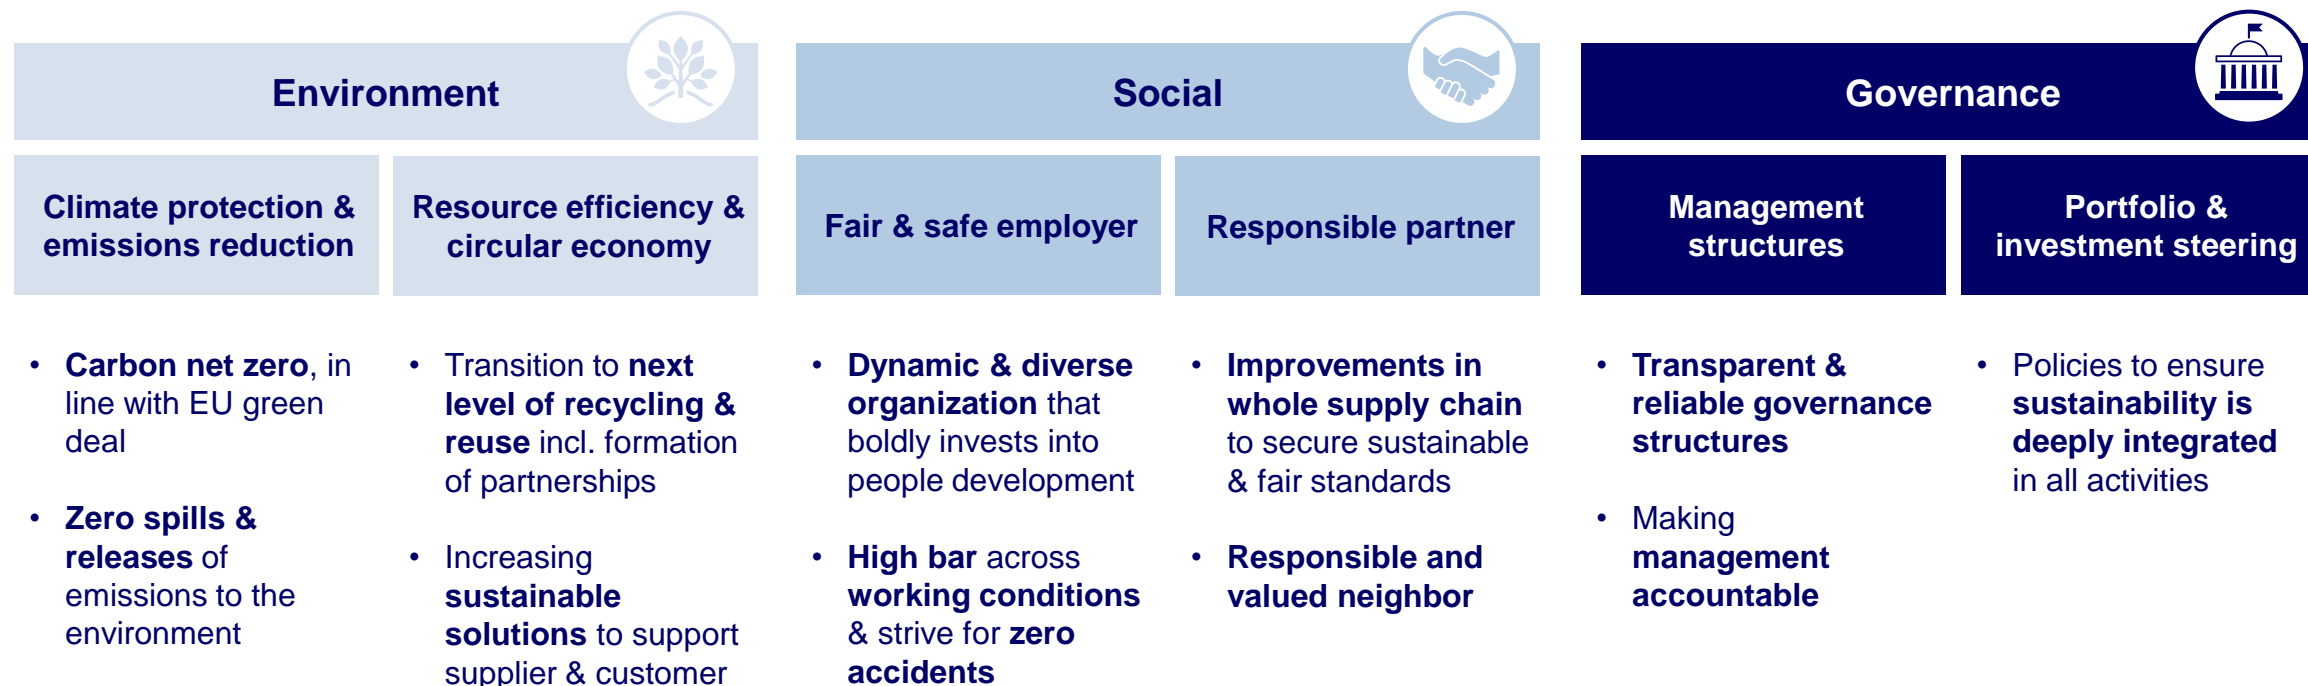 Environment
Climate protection &
emissions reduction
Resource efficiency &
circular economy
• Carbon net zero, in
line with EU green
deal
• Zero spills &
releases of
emissions to the
environment
• Transition to next
level of recycling &
reuse incl. formation
of partnerships
• Increasing
sustainable
solutions to support
supplier & customer
Social
Fair & safe employer
Responsible partner
• Dynamic & diverse
organization that
boldly invests into
people development
• High bar across
working conditions
& strive for zero
accidents
• Improvements in
whole supply chain
to secure sustainable
& fair standards
• Responsible and
valued neighbor
Governance
Management
structures
Portfolio &
investment steering
• Transparent &
reliable governance
structures
• Making
management
accountable
• Policies to ensure
sustainability is
deeply integrated
in all activities